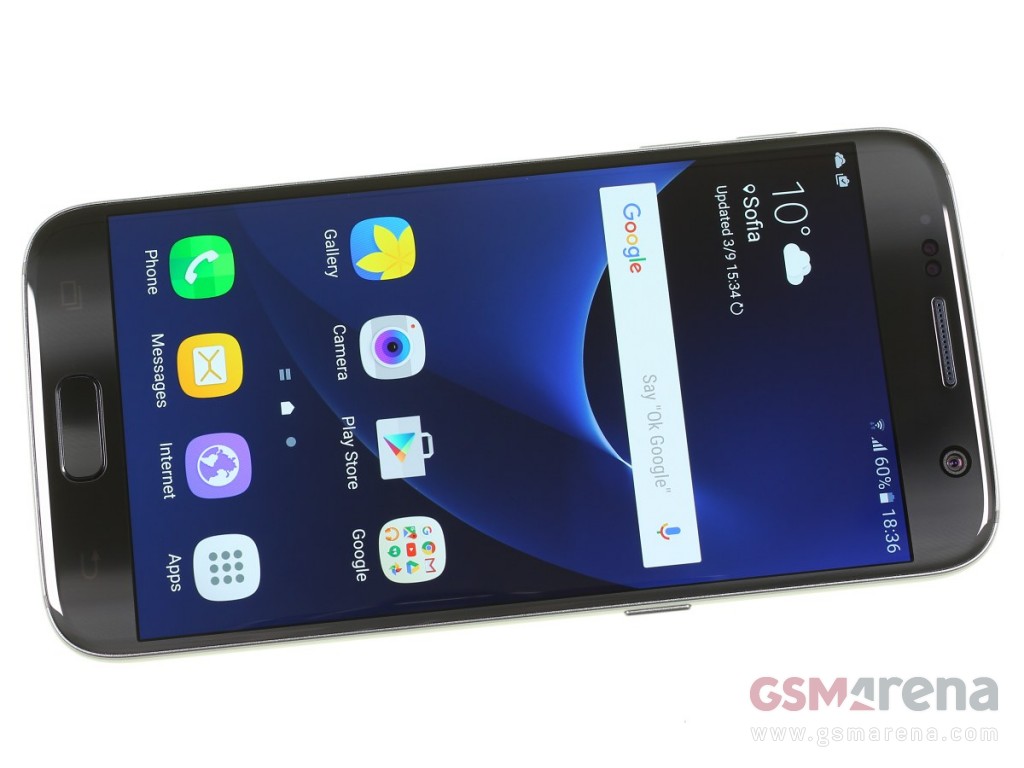 60% 18:36
10°
Sofia
Updated 3/9 15:34
Google
Say "Ok Google"
Gallery
Camera
Play Store
Google
Phone
Messages
Internet
Apps
GSMarena
www.gsmarena.com